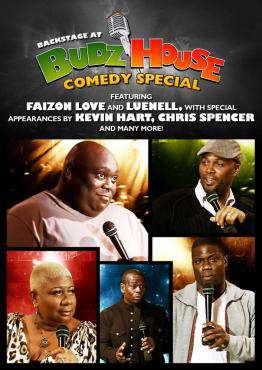 BACKSTAGE AT
BUDZ HOUSE
COMEDY SPECIAL
FEATURING
FAIZON LOVE AND LUENELL, WITH SPECIAL
APPEARANCES BY KEVIN HART, CHRIS SPENCER
AND MANY MORE!